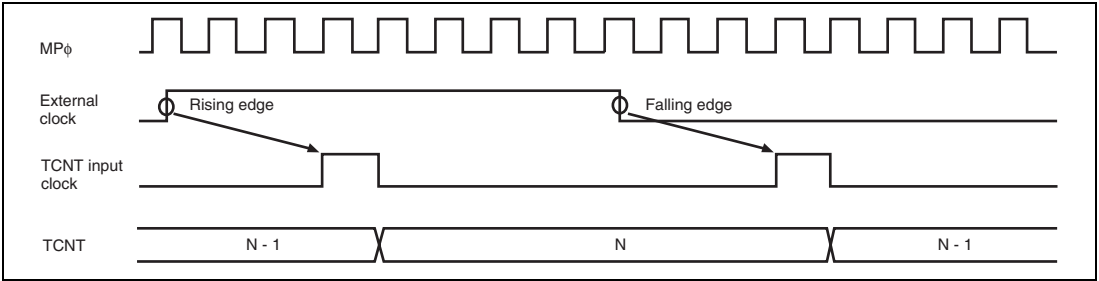 MPϕ
External
clock
Rising edge
Falling edge
TCNT input
clock
TCNT
N - 1
N
N - 1